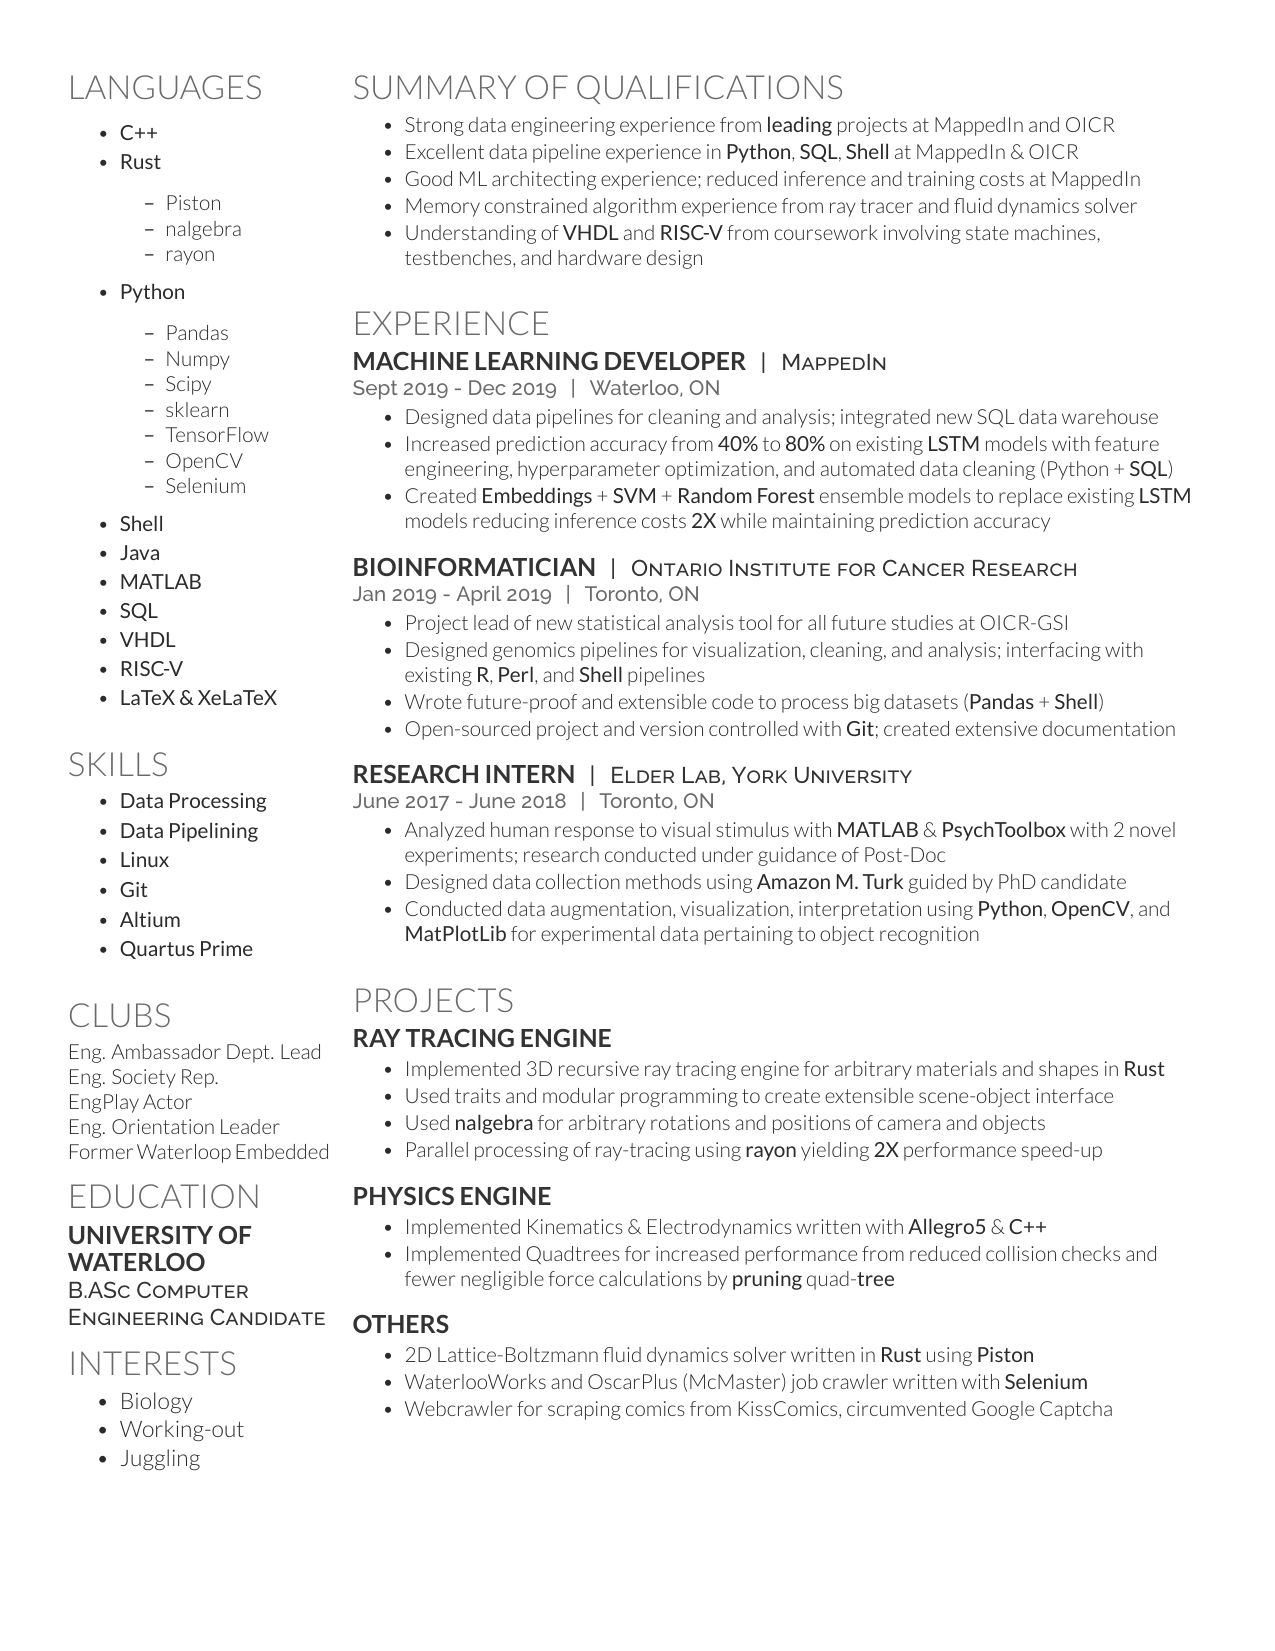 LANGUAGES
• C++
• Rust
– Piston
– nalgebra
– rayon
• Python
– Pandas
– Numpy
– Scipy
– sklearn
– TensorFlow
– OpenCV
– Selenium
• Shell
• Java
• MATLAB
• SQL
• VHDL
• RISC-V
• LaTeX & XeLaTeX
SKILLS
• Data Processing
• Data Pipelining
• Linux
• Git
• Altium
• Quartus Prime
CLUBS
Eng. Ambassador Dept. Lead
Eng. Society Rep.
EngPlay Actor
Eng. Orientation Leader
Former Waterloop Embedded
EDUCATION
UNIVERSITY OF
WATERLOO
B.ASc Computer
Engineering Candidate
INTERESTS
• Biology
• Working-out
• Juggling
SUMMARY OF QUALIFICATIONS
• Strong data engineering experience from leading projects at MappedIn and OICR
• Excellent data pipeline experience in Python, SQL, Shell at MappedIn & OICR
• Good ML architecting experience; reduced inference and training costs at MappedIn
• Memory constrained algorithm experience from ray tracer and fluid dynamics solver
• Understanding of VHDL and RISC-V from coursework involving state machines,
testbenches, and hardware design
EXPERIENCE
MACHINE LEARNING DEVELOPER | MappedIn
Sept 2019 - Dec 2019 | Waterloo, ON
• Designed data pipelines for cleaning and analysis; integrated new SQL data warehouse
• Increased prediction accuracy from 40% to 80% on existing LSTM models with feature
engineering, hyperparameter optimization, and automated data cleaning (Python + SQL)
• Created Embeddings + SVM + Random Forest ensemble models to replace existing LSTM
models reducing inference costs 2X while maintaining prediction accuracy
BIOINFORMATICIAN | Ontario Institute for Cancer Research
Jan 2019 - April 2019 | Toronto, ON
• Project lead of new statistical analysis tool for all future studies at OICR-GSI
• Designed genomics pipelines for visualization, cleaning, and analysis; interfacing with
existing R, Perl, and Shell pipelines
• Wrote future-proof and extensible code to process big datasets (Pandas + Shell)
• Open-sourced project and version controlled with Git; created extensive documentation
RESEARCH INTERN | Elder Lab, York University
June 2017 - June 2018 | Toronto, ON
• Analyzed human response to visual stimulus with MATLAB & PsychToolbox with 2 novel
experiments; research conducted under guidance of Post-Doc
• Designed data collection methods using Amazon M. Turk guided by PhD candidate
• Conducted data augmentation, visualization, interpretation using Python, OpenCV, and
MatPlotLib for experimental data pertaining to object recognition
PROJECTS
RAY TRACING ENGINE
• Implemented 3D recursive ray tracing engine for arbitrary materials and shapes in Rust
• Used traits and modular programming to create extensible scene-object interface
• Used nalgebra for arbitrary rotations and positions of camera and objects
• Parallel processing of ray-tracing using rayon yielding 2X performance speed-up
PHYSICS ENGINE
• Implemented Kinematics & Electrodynamics written with Allegro5 & C++
• Implemented Quadtrees for increased performance from reduced collision checks and
fewer negligible force calculations by pruning quad-tree
OTHERS
• 2D Lattice-Boltzmann fluid dynamics solver written in Rust using Piston
• WaterlooWorks and OscarPlus (McMaster) job crawler written with Selenium
• Webcrawler for scraping comics from KissComics, circumvented Google Captcha